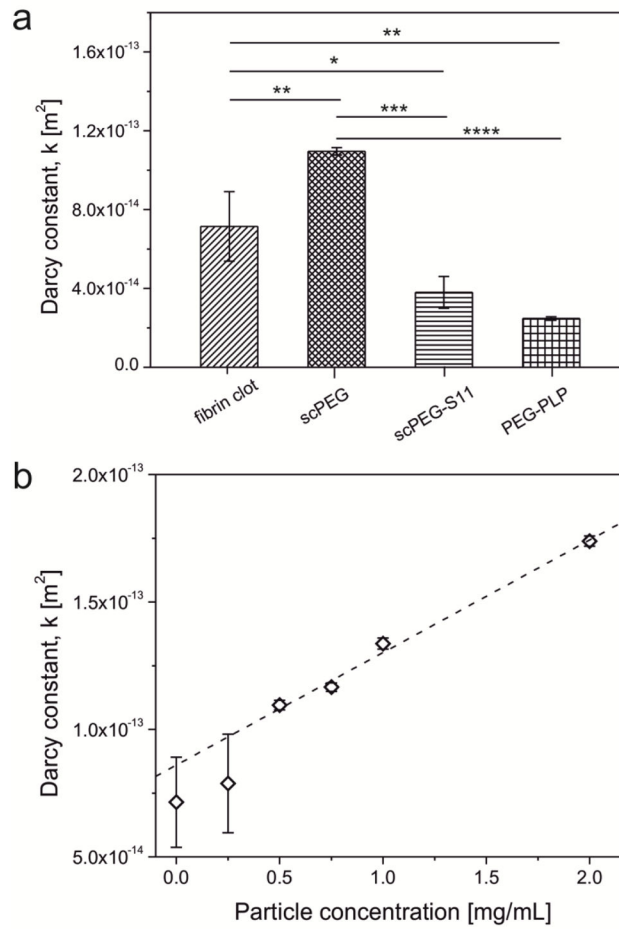 a
Darcy constant, k [m²]
1.6x10⁻¹³
1.2x10⁻¹³
8.0x10⁻¹⁴
4.0x10⁻¹⁴
0.0
**
*
**
***
****
fibrin clot
scPEG
scPEG-S11
PEG-PLP
b
Darcy constant, k [m²]
2.0x10⁻¹³
1.5x10⁻¹³
1.0x10⁻¹³
5.0x10⁻¹⁴
0.0 0.5 1.0 1.5 2.0
Particle concentration [mg/mL]